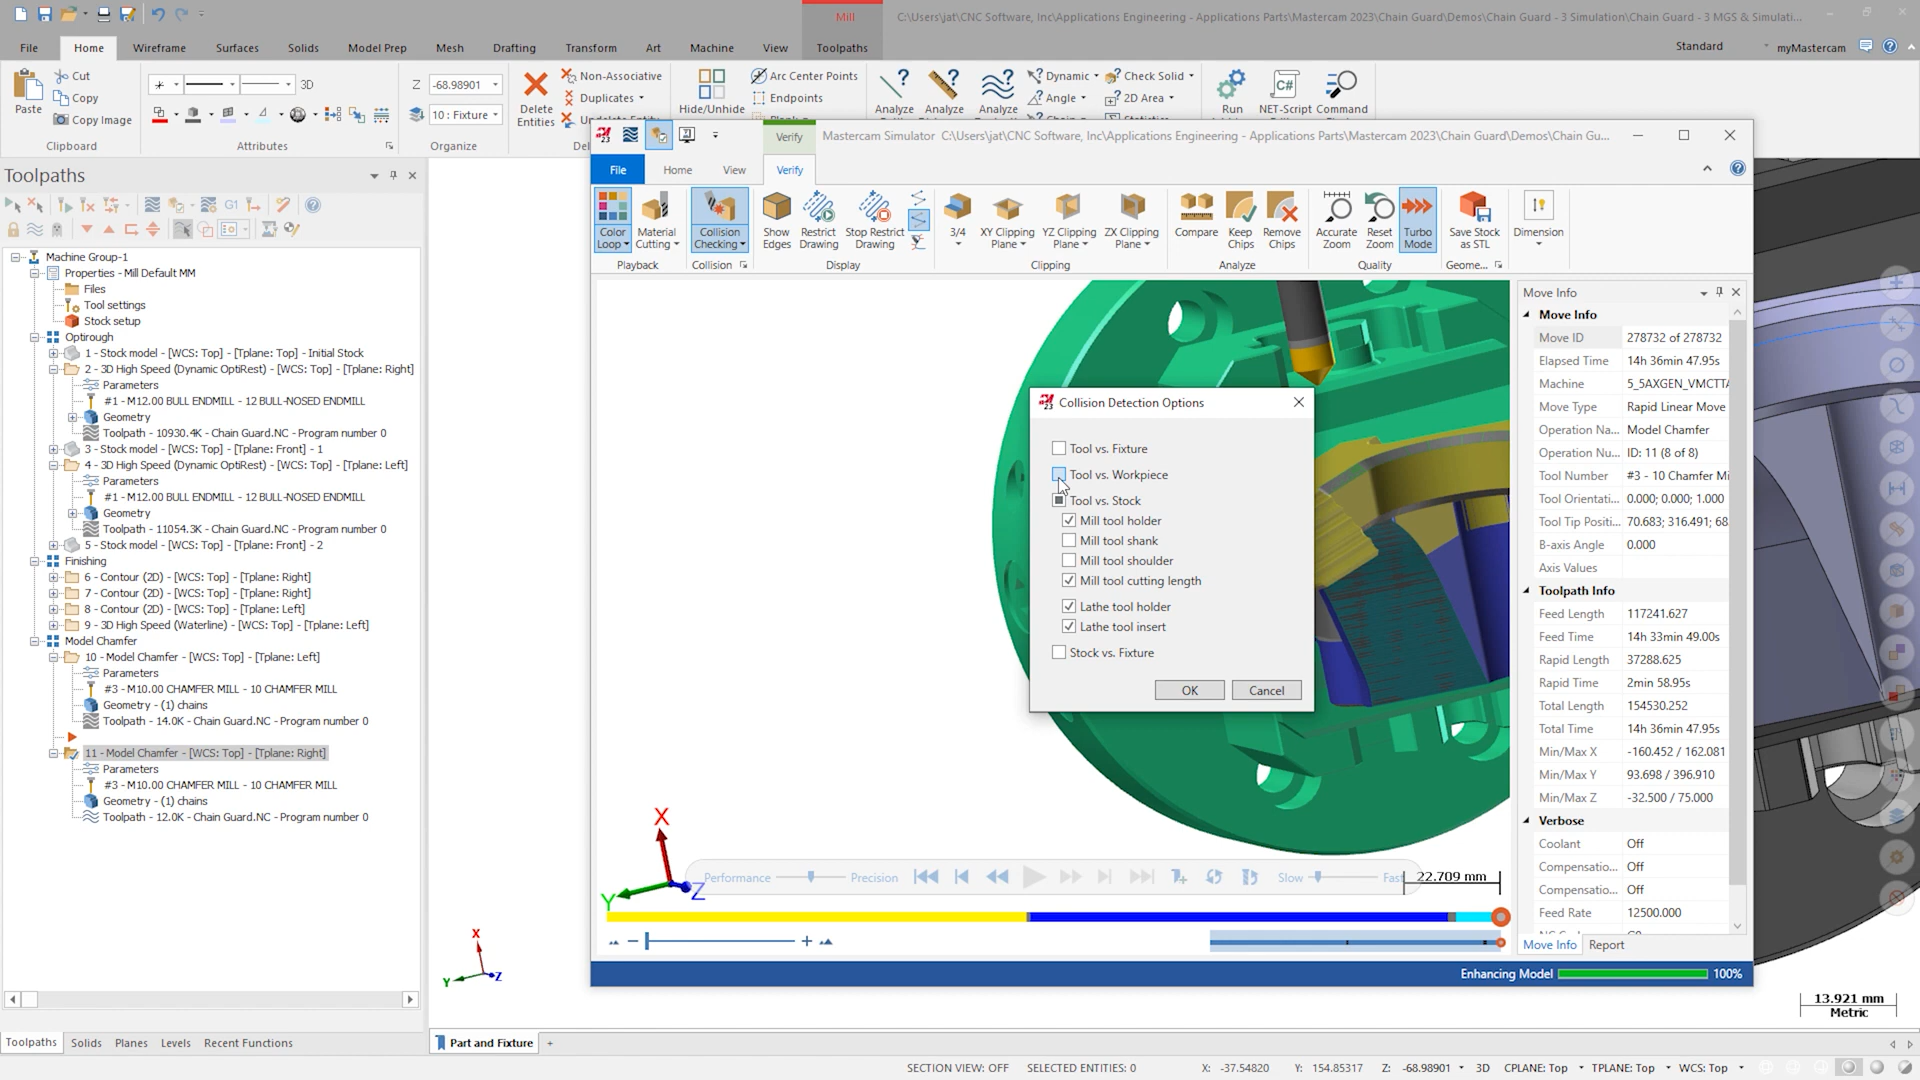 Mill
C:\Users\jat\CNC Software, Inc\Applications Engineering - Applications Parts\Mastercam 2023\Chain Guard\Demos\Chain Guard - 3 Simulation\Chain Guard - 3 MGS & Simulati...
File Home Wireframe Surfaces Solids Model Prep Mesh Drafting Transform Art Machine View Toolpaths
Standard myMastercam
Paste
Cut
Copy
Copy Image
Clipboard
3D
Attributes
Z -68.98901
10 : Fixture
Organize
Delete Entities
Non-Associative
Duplicates
Hide/Unhide
Arc Center Points
Endpoints
Analyze
Analyze
Analyze
Dynamic
Angle
Check Solid
2D Area
Run
NET-Script
Command
Toolpaths
G1
Machine Group-1
Properties - Mill Default MM
Files
Tool settings
Stock setup
Optirough
1 - Stock model - [WCS: Top] - [Tplane: Top] - Initial Stock
2 - 3D High Speed (Dynamic OptiRest) - [WCS: Top] - [Tplane: Right]
Parameters
#1 - M12.00 BULL ENDMILL - 12 BULL-NOSED ENDMILL
Geometry
Toolpath - 10930.4K - Chain Guard.NC - Program number 0
3 - Stock model - [WCS: Top] - [Tplane: Front] - 1
4 - 3D High Speed (Dynamic OptiRest) - [WCS: Top] - [Tplane: Left]
Parameters
#1 - M12.00 BULL ENDMILL - 12 BULL-NOSED ENDMILL
Geometry
Toolpath - 11054.3K - Chain Guard.NC - Program number 0
5 - Stock model - [WCS: Top] - [Tplane: Front] - 2
Finishing
6 - Contour (2D) - [WCS: Top] - [Tplane: Right]
7 - Contour (2D) - [WCS: Top] - [Tplane: Right]
8 - Contour (2D) - [WCS: Top] - [Tplane: Left]
9 - 3D High Speed (Waterline) - [WCS: Top] - [Tplane: Left]
Model Chamfer
10 - Model Chamfer - [WCS: Top] - [Tplane: Left]
Parameters
#3 - M10.00 CHAMFER MILL - 10 CHAMFER MILL
Geometry - (1) chains
Toolpath - 14.0K - Chain Guard.NC - Program number 0
11 - Model Chamfer - [WCS: Top] - [Tplane: Right]
Parameters
#3 - M10.00 CHAMFER MILL - 10 CHAMFER MILL
Geometry - (1) chains
Toolpath - 12.0K - Chain Guard.NC - Program number 0
Toolpaths Solids Planes Levels Recent Functions
Verify
Mastercam Simulator C:\Users\jat\CNC Software, Inc\Applications Engineering - Applications Parts\Mastercam 2023\Chain Guard\Demos\Chain Gu...
File Home View Verify
Color Loop
Material Cutting
Playback
Collision Checking
Collision
Show Edges
Restrict Drawing
Stop Restrict Drawing
Display
3/4
XY Clipping Plane
YZ Clipping Plane
ZX Clipping Plane
Clipping
Compare
Keep Chips
Remove Chips
Analyze
Accurate Zoom
Reset Zoom
Turbo Mode
Quality
Save Stock as STL
Geome...
Dimension
Collision Detection Options
Tool vs. Fixture
Tool vs. Workpiece
Tool vs. Stock
Mill tool holder
Mill tool shank
Mill tool shoulder
Mill tool cutting length
Lathe tool holder
Lathe tool insert
Stock vs. Fixture
OK Cancel
Move Info
Move Info
Move ID 278732 of 278732
Elapsed Time 14h 36min 47.95s
Machine 5_5AXGEN_VMCTTA
Move Type Rapid Linear Move
Operation Na... Model Chamfer
Operation Nu... ID: 11 (8 of 8)
Tool Number #3 - 10 Chamfer Mi
Tool Orientati... 0.000; 0.000; 1.000
Tool Tip Positi... 70.683; 316.491; 68
B-axis Angle 0.000
Axis Values
Toolpath Info
Feed Length 117241.627
Feed Time 14h 33min 49.00s
Rapid Length 37288.625
Rapid Time 2min 58.95s
Total Length 154530.252
Total Time 14h 36min 47.95s
Min/Max X -160.452 / 162.081
Min/Max Y 93.698 / 396.910
Min/Max Z -32.500 / 75.000
Verbose
Coolant Off
Compensatio... Off
Compensatio... Off
Feed Rate 12500.000
Move Info Report
X
Y
Z
Performance Precision
Slow Fast
22.709 mm
Enhancing Model 100%
X
Y
Z
13.921 mm
Metric
Part and Fixture
SECTION VIEW: OFF SELECTED ENTITIES: 0 X: -37.54820 Y: 154.85317 Z: -68.98901 3D CPLANE: Top TPLANE: Top WCS: Top